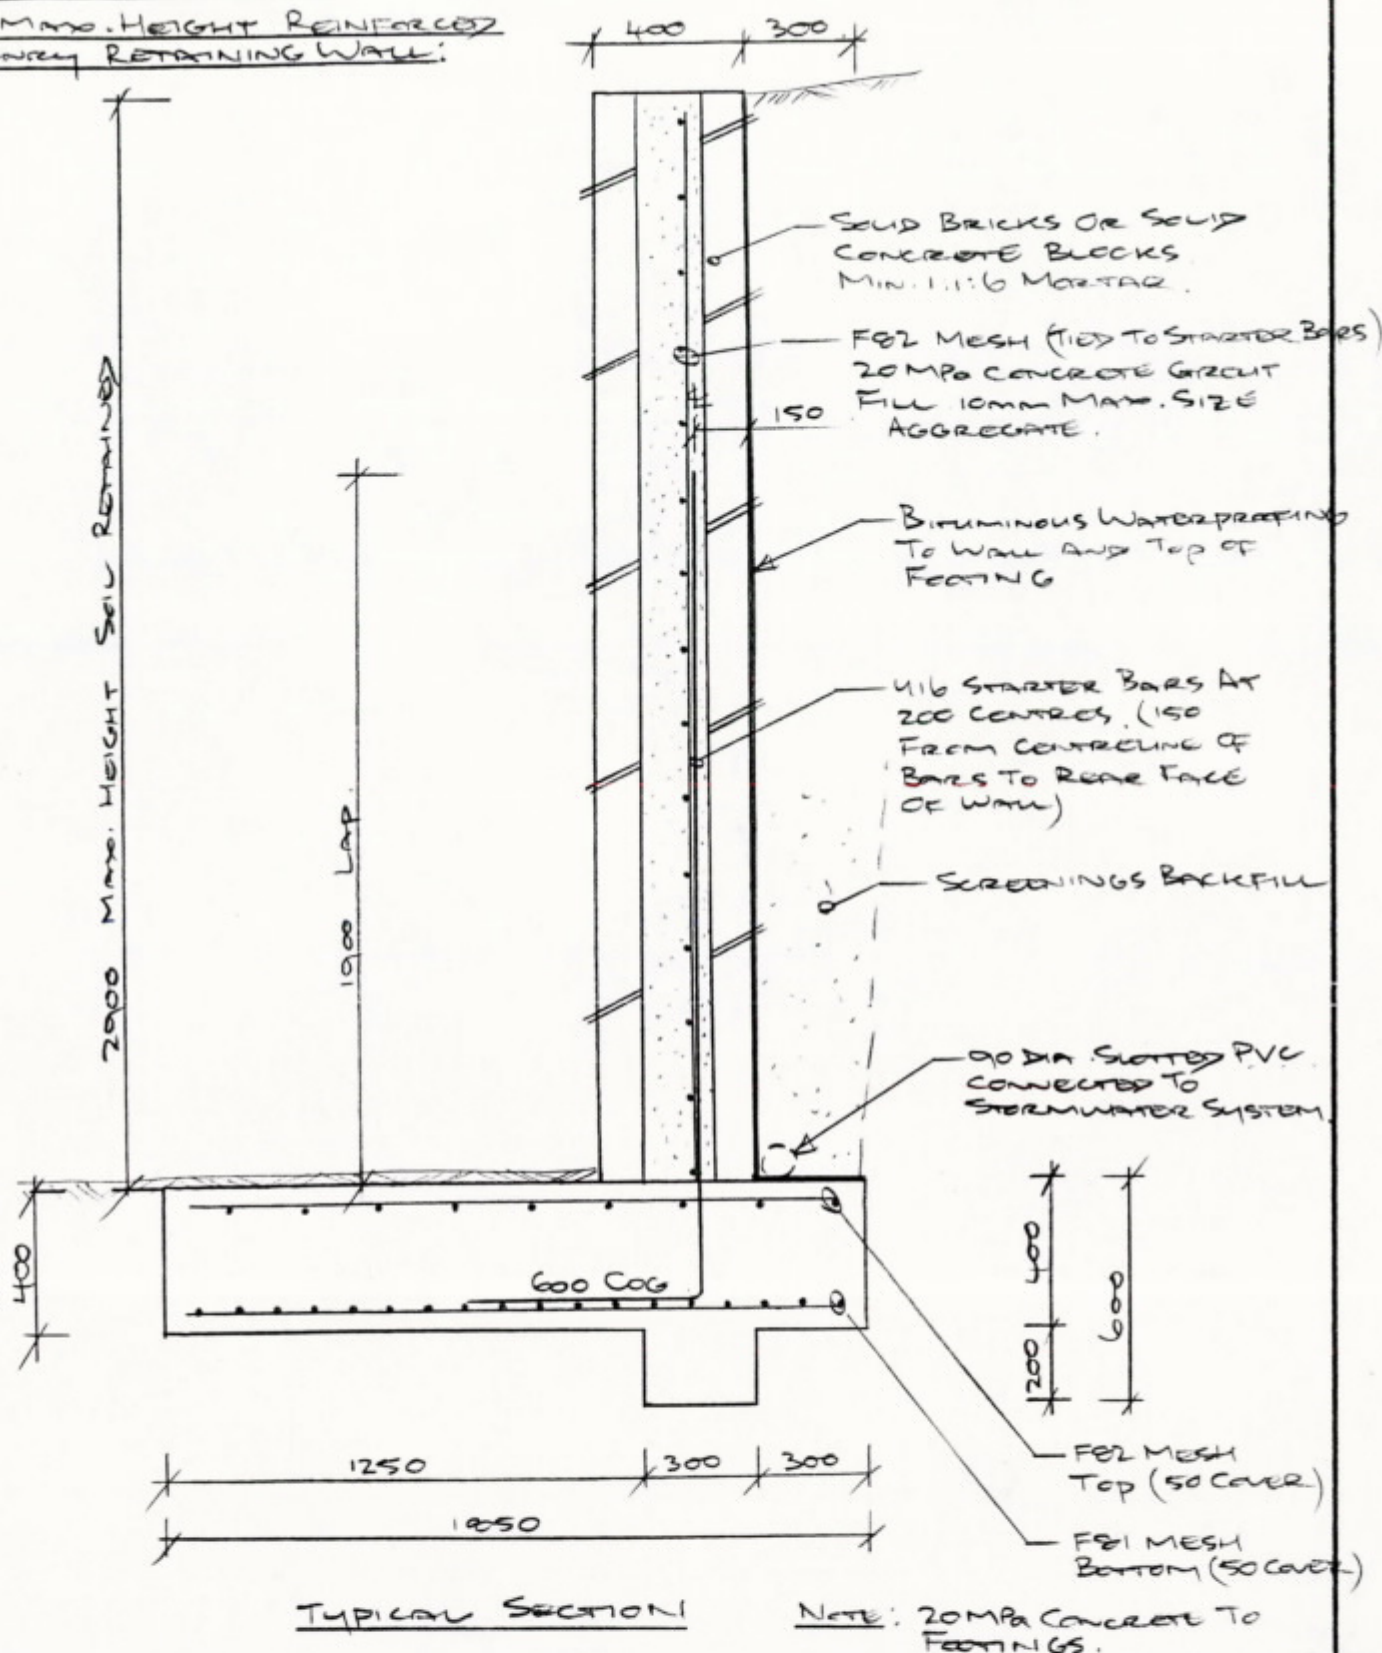 MAX. HEIGHT REINFORCED
RETAINING WALL:
400
300
2900 MAX. HEIGHT SOIL RETAINED
1900 LAP.
SOLID BRICKS OR SOLID
CONCRETE BLOCKS
MIN. 1:1:6 MORTAR.
F82 MESH (TIED TO STARTER BARS)
20 MPa CONCRETE GROUT
FILL 10mm MAX. SIZE
AGGREGATE.
150
BITUMINOUS WATERPROOFING
TO WALL AND TOP OF
FOOTING
Y16 STARTER BARS AT
200 CENTRES. (150
FROM CENTRELINE OF
BARS TO REAR FACE
OF WALL)
SCREENINGS BACKFILL
90 DIA SLOTTED PVC
CONNECTED TO
STORMWATER SYSTEM.
400
600 COG
400
200
600
1250
300
300
1850
F82 MESH
TOP (50 COVER)
F81 MESH
BOTTOM (50 COVER)
TYPICAL SECTION
NOTE: 20MPa CONCRETE TO
FOOTINGS.